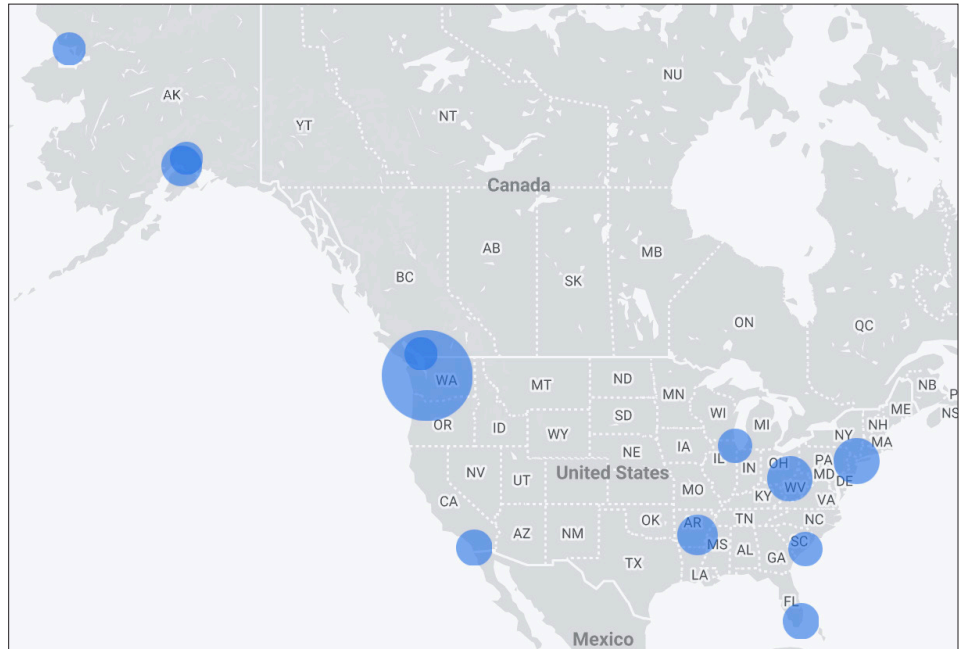 NU
AK
NT
YT
Canada
AB
MB
BC
SK
ON
QC
WA
MT
ND
MN
NB
P
ME
NS
WI
MI
SD
OR
ID
NH
WY
NY
MA
IA
NE
IL
OH
PA
IN
NV
United States
MD
UT
DE
MO
WV
KY
VA
CA
AR
OK
TN
NC
AZ
NM
SC
MS
AL
GA
TX
LA
FL
Mexico